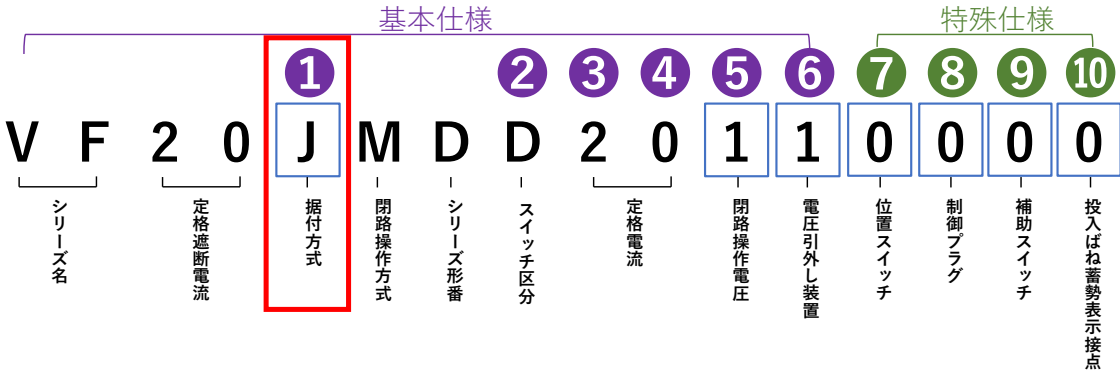 基本仕様 特殊仕様
1 2 3 4 5 6 7 8 9 10
V F 2 0 J M D D 2 0 1 1 0 0 0 0
シリーズ名
定格遮断電流
据付方式
閉路操作方式
シリーズ形番
スイッチ区分
定格電流
閉路操作電圧
電圧引外し装置
位置スイッチ
制御プラグ
補助スイッチ
投入ばね蓄勢表示接点